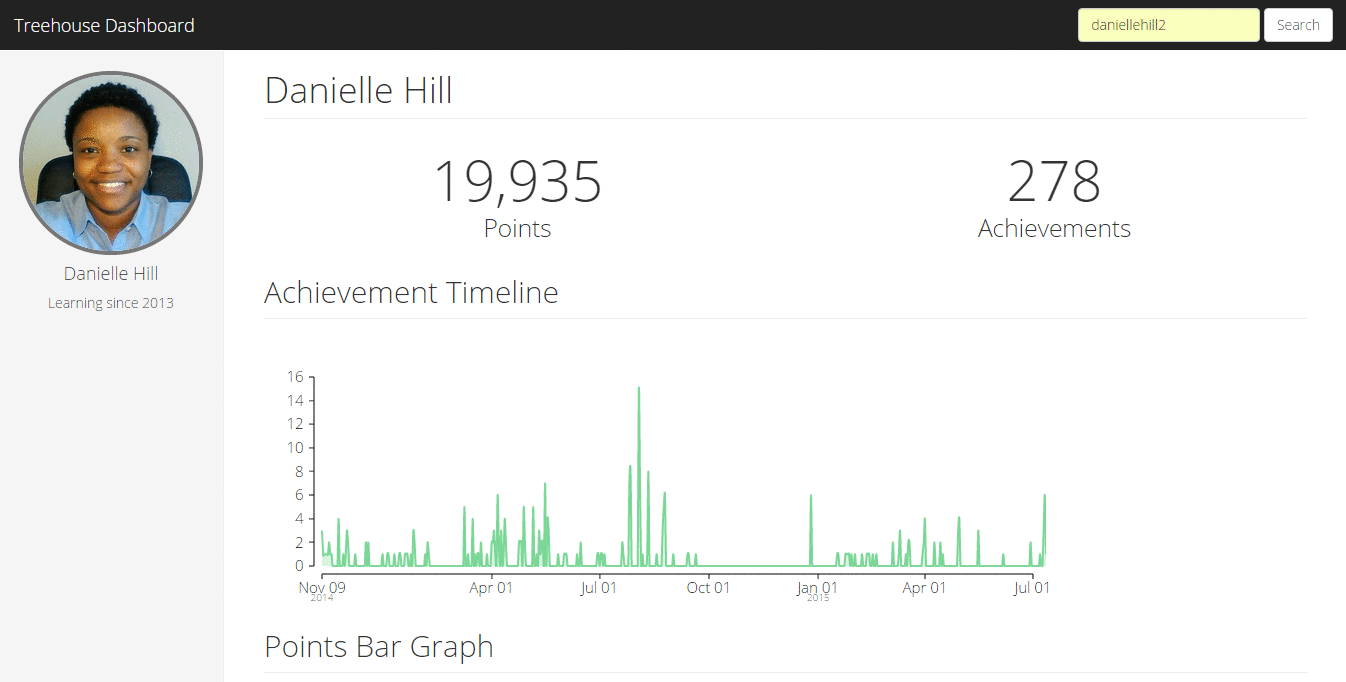 Treehouse Dashboard
daniellehill2
Search
Danielle Hill
Learning since 2013
Danielle Hill
19,935
Points
278
Achievements
Achievement Timeline
16
14
12
10
8
6
4
2
0
Nov 09 Apr 01 Jul 01 Oct 01 Jan 01 Apr 01 Jul 01
2014 2015
Points Bar Graph